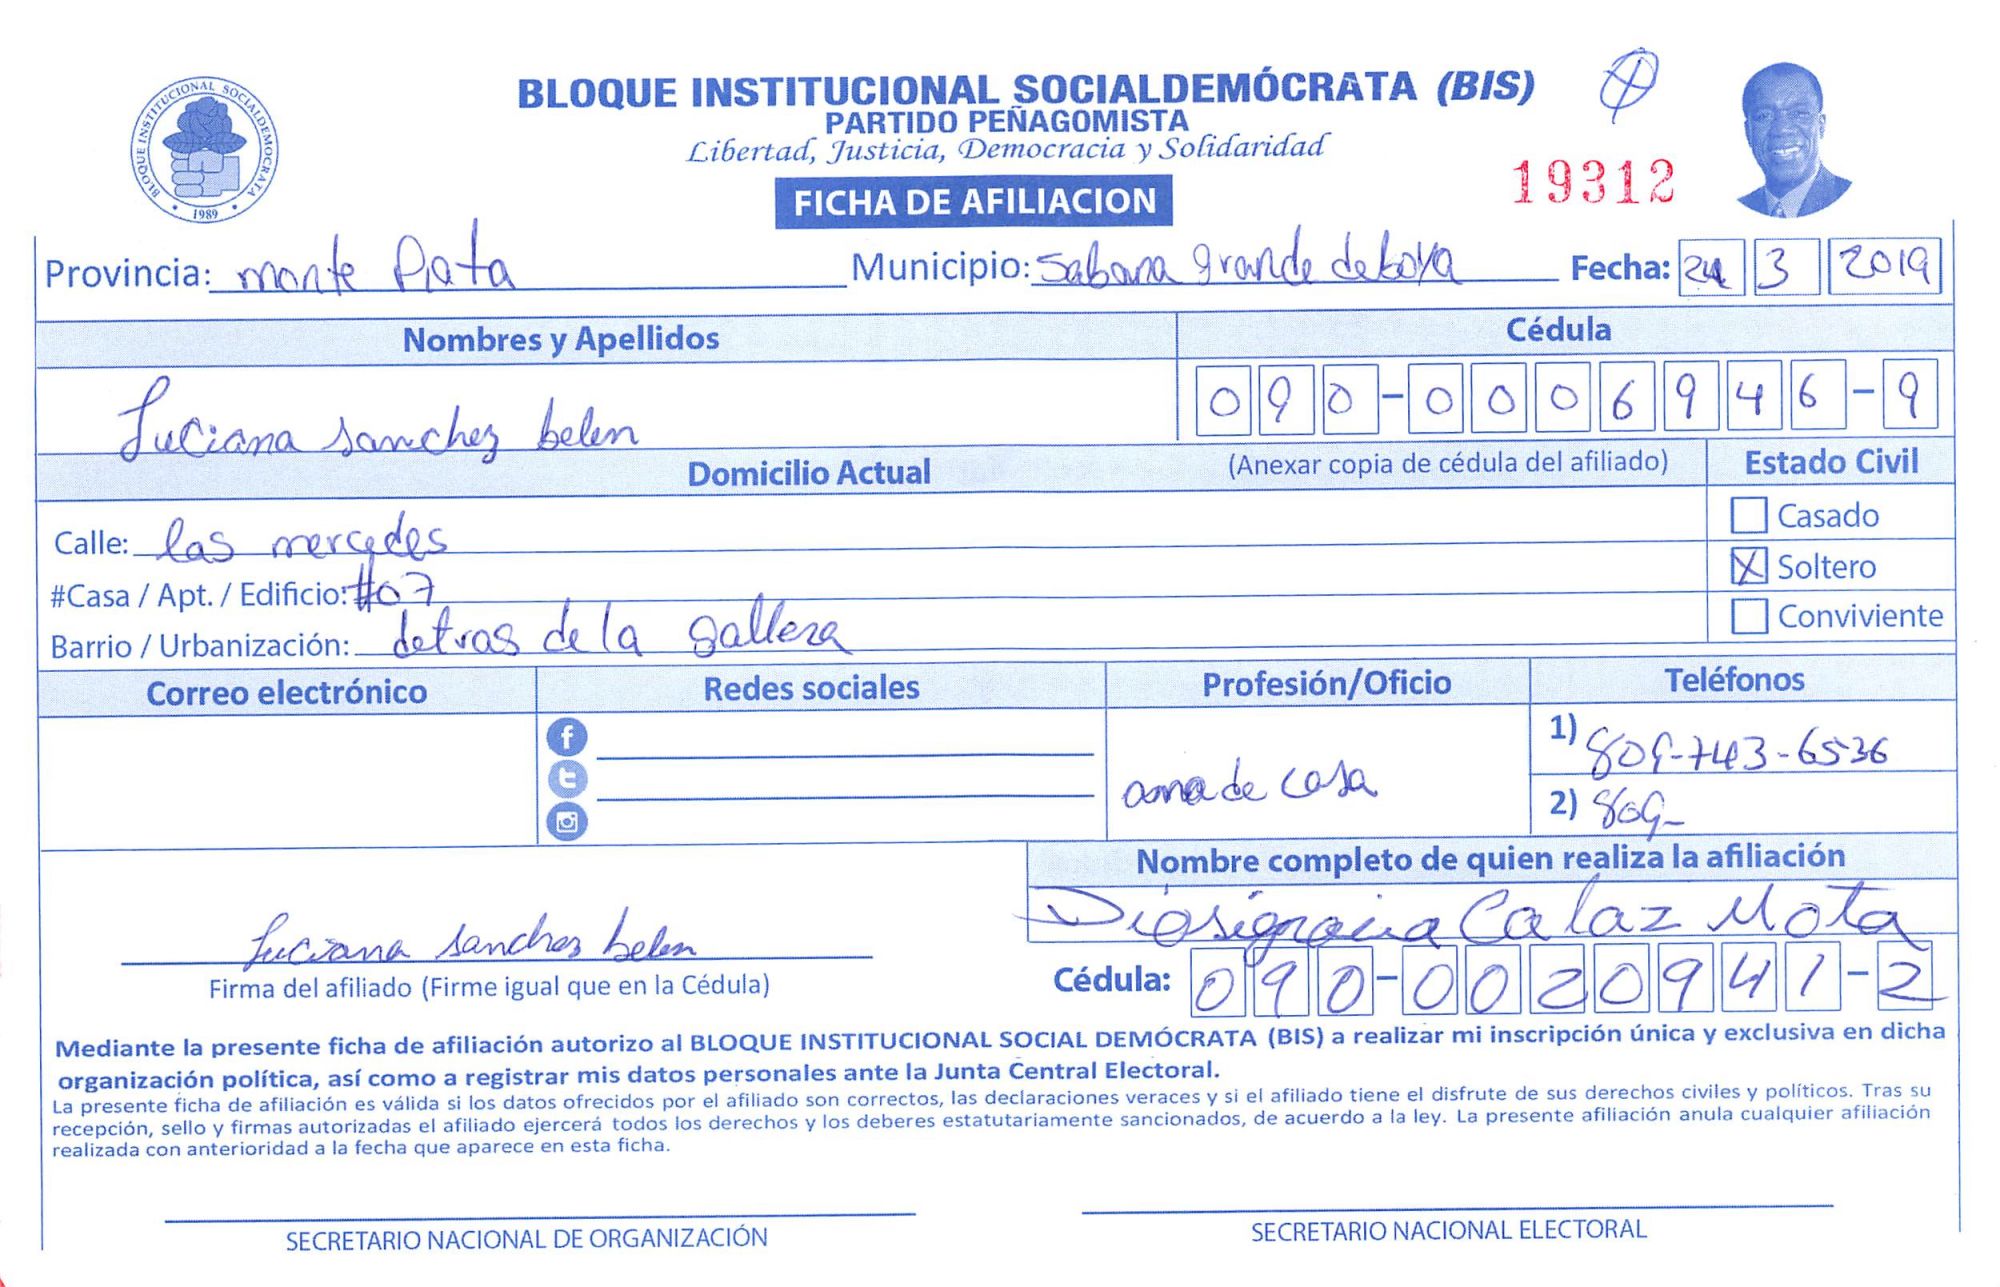 BLOQUE INSTITUCIONAL SOCIALDEMOCRATA
1989
BLOQUE INSTITUCIONAL SOCIALDEMÓCRATA (BIS)
PARTIDO PEÑAGOMISTA
Libertad, Justicia, Democracia y Solidaridad
FICHA DE AFILIACION
19312
Provincia: monte Plata Municipio: Sabana grande de boya Fecha: 24 3 2019
Nombres y Apellidos Cédula
Luciana sanchez belen 090-0006946-9
Domicilio Actual (Anexar copia de cédula del afiliado) Estado Civil
Calle: las mercedes Casado
#Casa / Apt. / Edificio: #07 X Soltero
Barrio / Urbanización: detras de la gallera Conviviente
Correo electrónico Redes sociales Profesión/Oficio Teléfonos
1) 809-743-6536
ama de casa
2) 809-
Nombre completo de quien realiza la afiliación
Calaz Mota
Luciana sanchez belen
Firma del afiliado (Firme igual que en la Cédula) Cédula: 090-0020941-2
Mediante la presente ficha de afiliación autorizo al BLOQUE INSTITUCIONAL SOCIAL DEMÓCRATA (BIS) a realizar mi inscripción única y exclusiva en dicha
organización política, así como a registrar mis datos personales ante la Junta Central Electoral.
La presente ficha de afiliación es válida si los datos ofrecidos por el afiliado son correctos, las declaraciones veraces y si el afiliado tiene el disfrute de sus derechos civiles y políticos. Tras su
recepción, sello y firmas autorizadas el afiliado ejercerá todos los derechos y los deberes estatutariamente sancionados, de acuerdo a la ley. La presente afiliación anula cualquier afiliación
realizada con anterioridad a la fecha que aparece en esta ficha.
SECRETARIO NACIONAL DE ORGANIZACIÓN SECRETARIO NACIONAL ELECTORAL